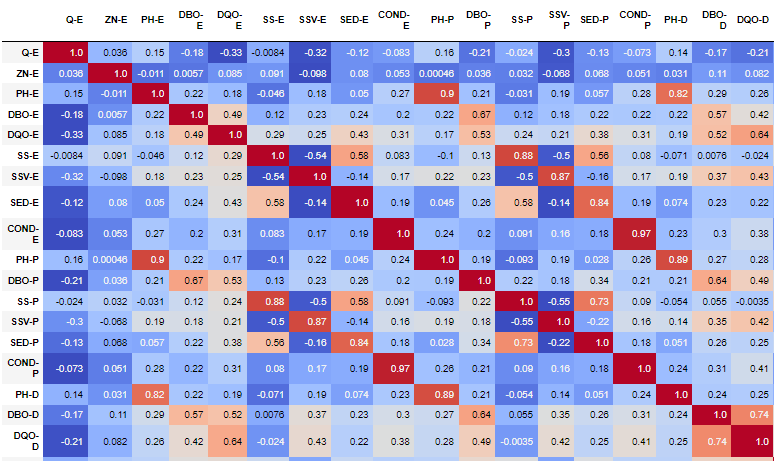 Q-E ZN-E PH-E DBO-E DQO-E SS-E SSV-E SED-E COND-E PH-P DBO-P SS-P SSV-P SED-P COND-P PH-D DBO-D DQO-D
Q-E 1.0 0.036 0.15 -0.18 -0.33 -0.0084 -0.32 -0.12 -0.083 0.16 -0.21 -0.024 -0.3 -0.13 -0.073 0.14 -0.17 -0.21
ZN-E 0.036 1.0 -0.011 0.0057 0.085 0.091 -0.098 0.08 0.053 0.00046 0.036 0.032 -0.068 0.068 0.051 0.031 0.11 0.082
PH-E 0.15 -0.011 1.0 0.22 0.18 -0.046 0.18 0.05 0.27 0.9 0.21 -0.031 0.19 0.057 0.28 0.82 0.29 0.26
DBO-E -0.18 0.0057 0.22 1.0 0.49 0.12 0.23 0.24 0.2 0.22 0.67 0.12 0.18 0.22 0.22 0.22 0.57 0.42
DQO-E -0.33 0.085 0.18 0.49 1.0 0.29 0.25 0.43 0.31 0.17 0.53 0.24 0.21 0.38 0.31 0.19 0.52 0.64
SS-E -0.0084 0.091 -0.046 0.12 0.29 1.0 -0.54 0.58 0.083 -0.1 0.13 0.88 -0.5 0.56 0.08 -0.071 0.0076 -0.024
SSV-E -0.32 -0.098 0.18 0.23 0.25 -0.54 1.0 -0.14 0.17 0.22 0.23 -0.5 0.87 -0.16 0.17 0.19 0.37 0.43
SED-E -0.12 0.08 0.05 0.24 0.43 0.58 -0.14 1.0 0.19 0.045 0.26 0.58 -0.14 0.84 0.19 0.074 0.23 0.22
COND-E -0.083 0.053 0.27 0.2 0.31 0.083 0.17 0.19 1.0 0.24 0.2 0.091 0.16 0.18 0.97 0.23 0.3 0.38
PH-P 0.16 0.00046 0.9 0.22 0.17 -0.1 0.22 0.045 0.24 1.0 0.19 -0.093 0.19 0.028 0.26 0.89 0.27 0.28
DBO-P -0.21 0.036 0.21 0.67 0.53 0.13 0.23 0.26 0.2 0.19 1.0 0.22 0.18 0.34 0.21 0.21 0.64 0.49
SS-P -0.024 0.032 -0.031 0.12 0.24 0.88 -0.5 0.58 0.091 -0.093 0.22 1.0 -0.55 0.73 0.09 -0.054 0.055 -0.0035
SSV-P -0.3 -0.068 0.19 0.18 0.21 -0.5 0.87 -0.14 0.16 0.19 0.18 -0.55 1.0 -0.22 0.16 0.14 0.35 0.42
SED-P -0.13 0.068 0.057 0.22 0.38 0.56 -0.16 0.84 0.18 0.028 0.34 0.73 -0.22 1.0 0.18 0.051 0.26 0.25
COND-P -0.073 0.051 0.28 0.22 0.31 0.08 0.17 0.19 0.97 0.26 0.21 0.09 0.16 0.18 1.0 0.24 0.31 0.41
PH-D 0.14 0.031 0.82 0.22 0.19 -0.071 0.19 0.074 0.23 0.89 0.21 -0.054 0.14 0.051 0.24 1.0 0.24 0.25
DBO-D -0.17 0.11 0.29 0.57 0.52 0.0076 0.37 0.23 0.3 0.27 0.64 0.055 0.35 0.26 0.31 0.24 1.0 0.74
DQO-D -0.21 0.082 0.26 0.42 0.64 -0.024 0.43 0.22 0.38 0.28 0.49 -0.0035 0.42 0.25 0.41 0.25 0.74 1.0